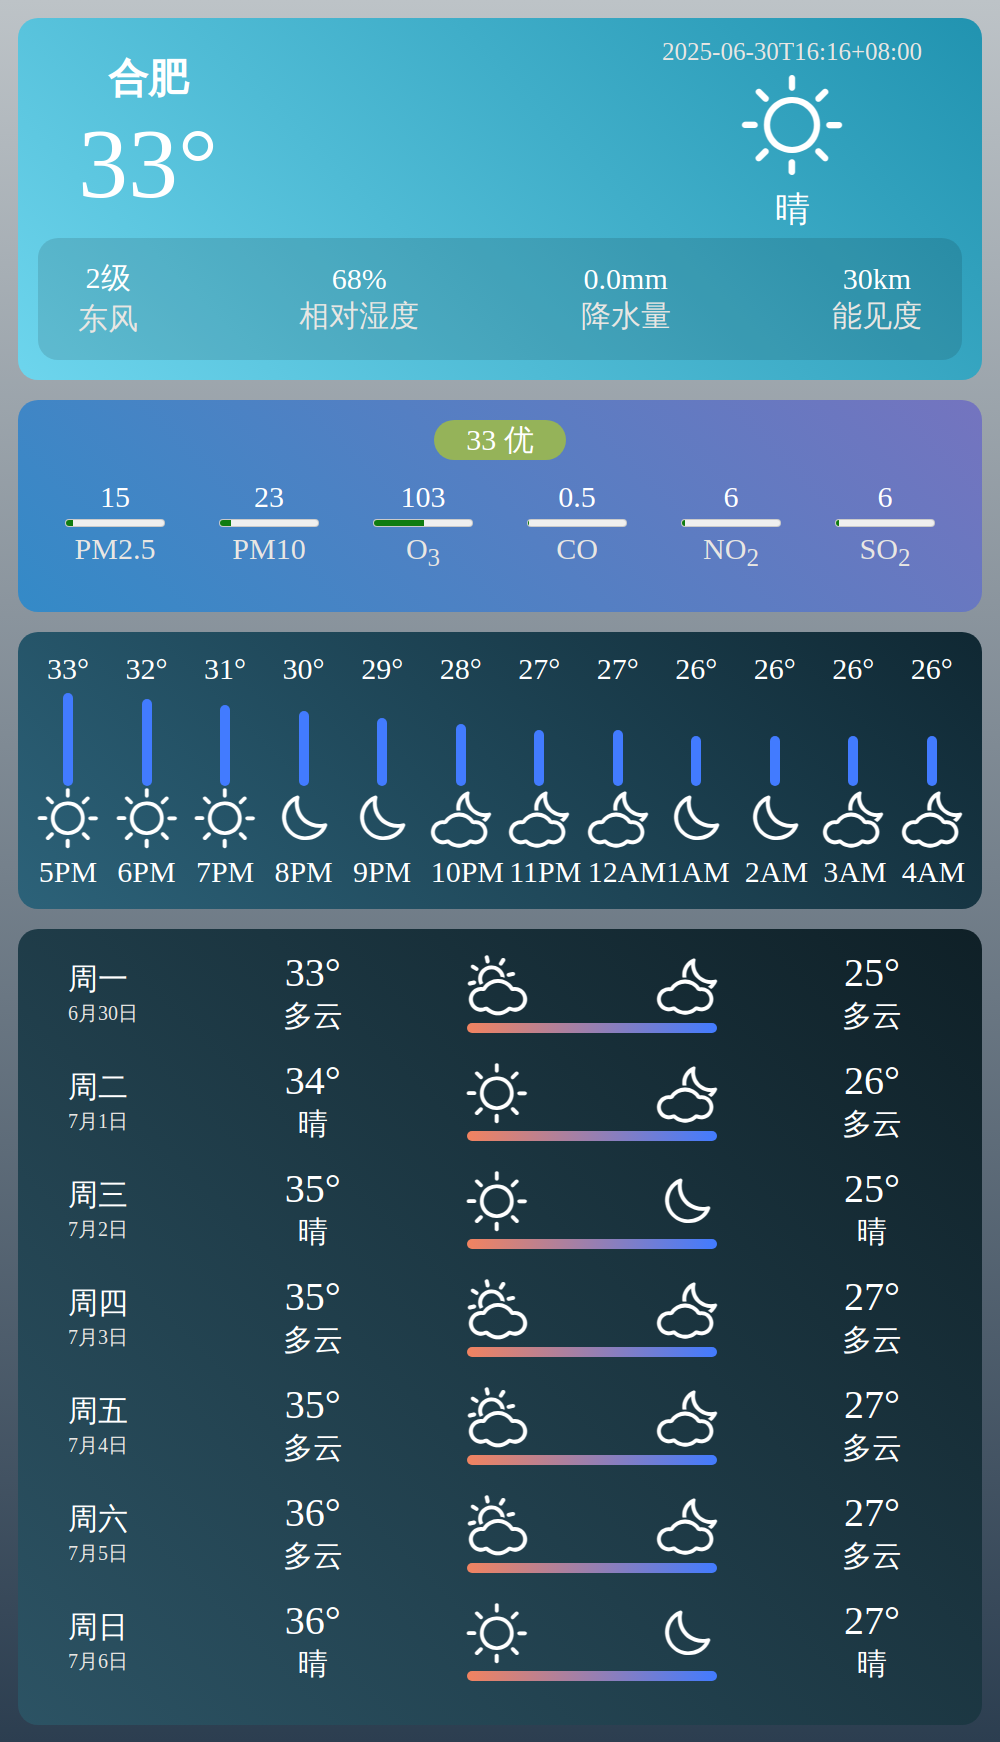 合肥
33°
2025-06-30T16:16+08:00
晴
2级 68% 0.0mm 30km
东风 相对湿度 降水量 能见度
33 优
15 23 103 0.5 6 6
PM2.5 PM10 O3 CO NO2 SO2
33° 32° 31° 30° 29° 28° 27° 27° 26° 26° 26° 26°
5PM 6PM 7PM 8PM 9PM 10PM 11PM 12AM 1AM 2AM 3AM 4AM
周一 33° 25°
6月30日 多云 多云
周二 34° 26°
7月1日 晴 多云
周三 35° 25°
7月2日 晴 晴
周四 35° 27°
7月3日 多云 多云
周五 35° 27°
7月4日 多云 多云
周六 36° 27°
7月5日 多云 多云
周日 36° 27°
7月6日 晴 晴